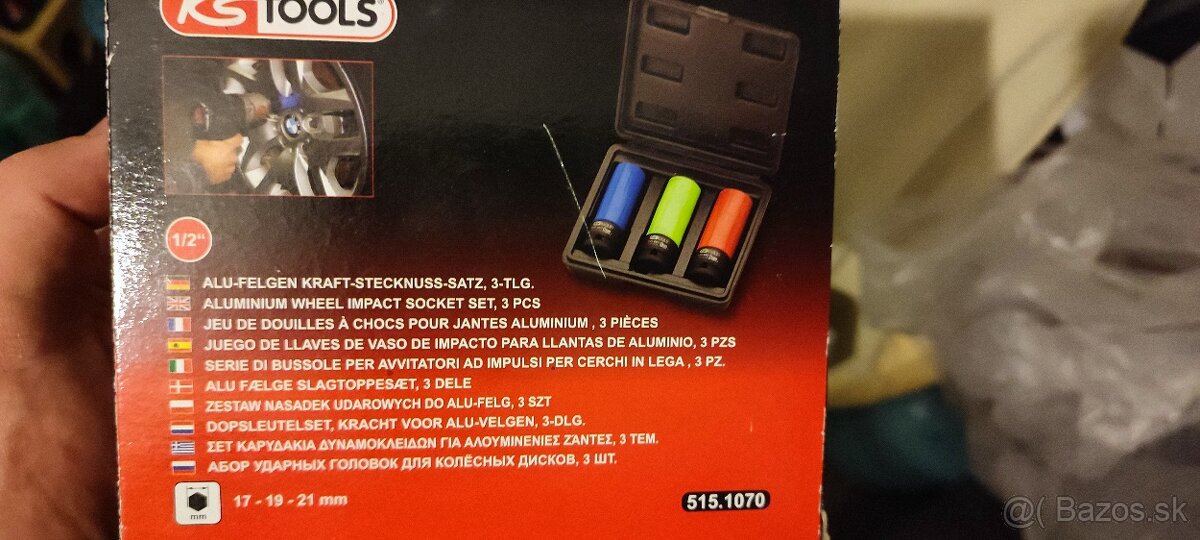 KS TOOLS®
1/2"
ALU-FELGEN KRAFT-STECKNUSS-SATZ, 3-TLG.
ALUMINIUM WHEEL IMPACT SOCKET SET, 3 PCS
JEU DE DOUILLES À CHOCS POUR JANTES ALUMINIUM , 3 PIÈCES
JUEGO DE LLAVES DE VASO DE IMPACTO PARA LLANTAS DE ALUMINIO, 3 PZS
SERIE DI BUSSOLE PER AVVITATORI AD IMPULSI PER CERCHI IN LEGA , 3 PZ.
ALU FÆLGE SLAGTOPPESÆT, 3 DELE
ZESTAW NASADEK UDAROWYCH DO ALU-FELG, 3 SZT
DOPSLEUTELSET, KRACHT VOOR ALU-VELGEN, 3-DLG.
ΣΕΤ ΚΑΡΥΔΑΚΙΑ ΔΥΝΑΜΟΚΛΕΙΔΩΝ ΓΙΑ ΑΛΟΥΜΙΝΕΝΙΕΣ ΖΑΝΤΕΣ, 3 ΤΕΜ.
АБОР УДАРНЫХ ГОЛОВОК ДЛЯ КОЛЁСНЫХ ДИСКОВ, 3 ШТ.
mm
17 - 19 - 21 mm
515.1070
@( Bazos.sk